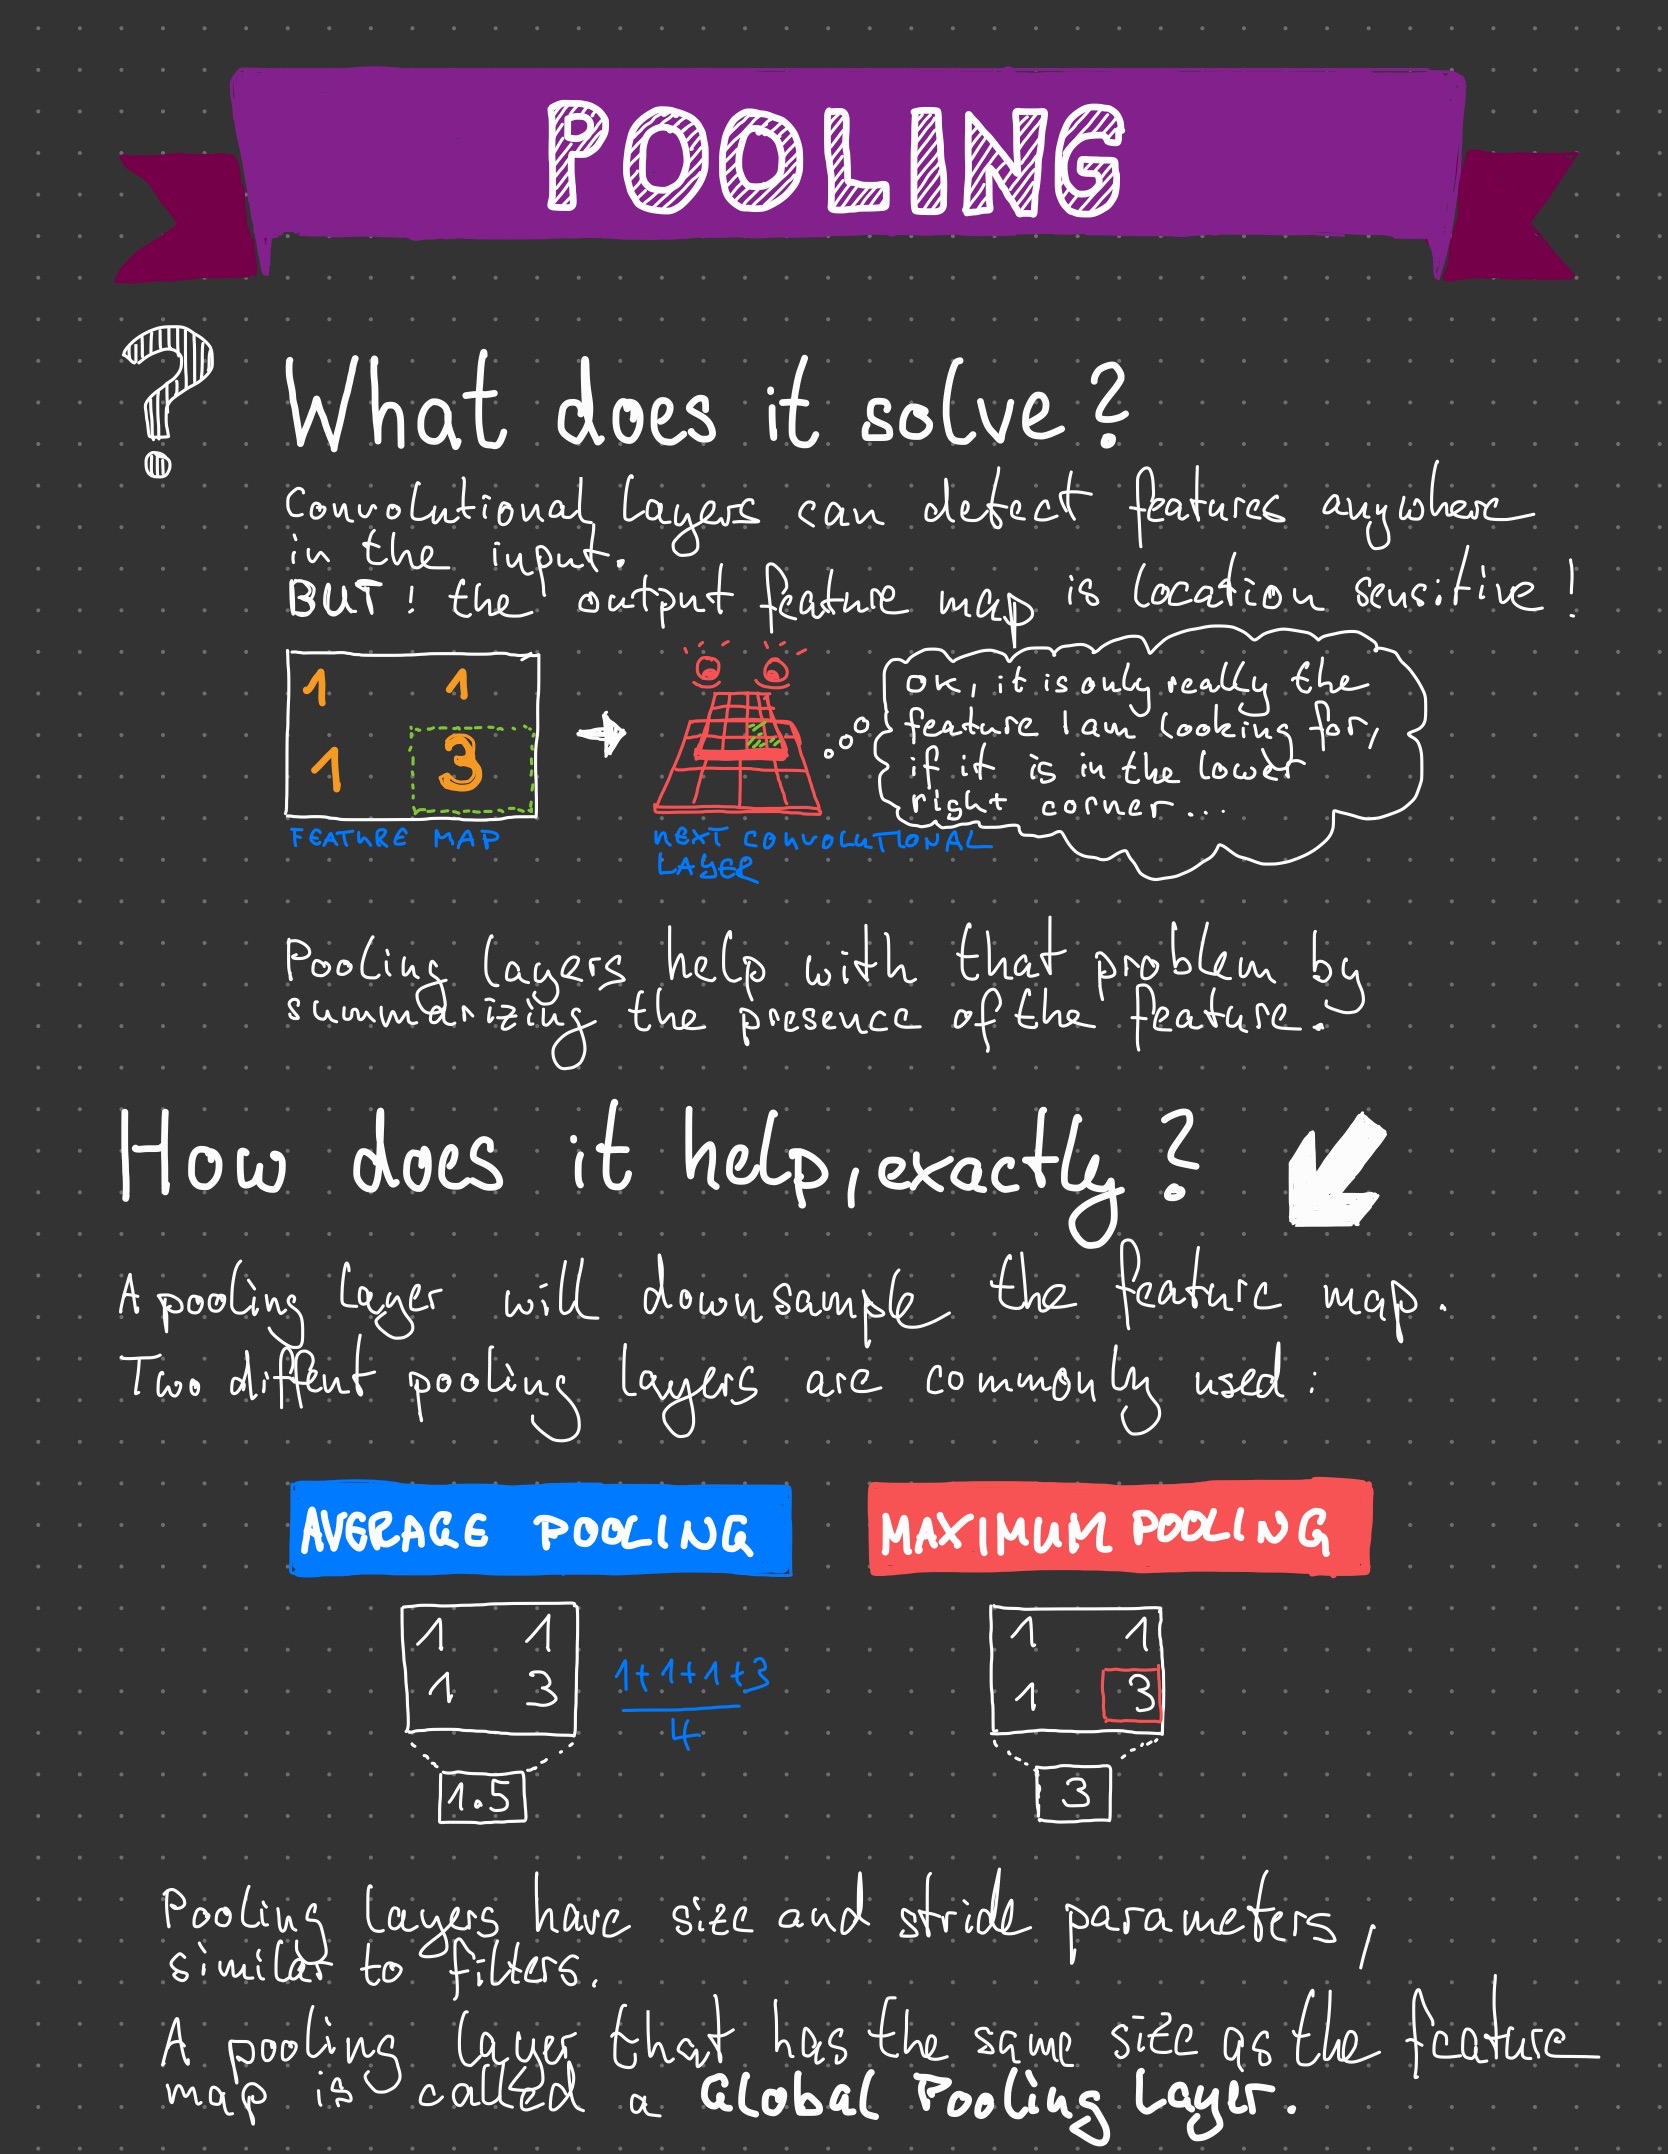 POOLING
?
What does it solve?
Convolutional layers can detect features anywhere
in the input.
BUT! the output feature map is location sensitive!
1 1
1 3
FEATURE MAP
NEXT CONVOLUTIONAL
LAYER
OK, it is only really the
feature I am looking for,
if it is in the lower
right corner...
Pooling layers help with that problem by
summarizing the presence of the feature.
How does it help, exactly?
A pooling layer will downsample the feature map.
Two diffent pooling layers are commonly used:
AVERAGE POOLING
1 1
1 3
1+1+1+3
4
1.5
MAXIMUM POOLING
1 1
1 3
3
Pooling layers have size and stride parameters,
similar to filters.
A pooling layer that has the same size as the feature
map is called a Global Pooling Layer.